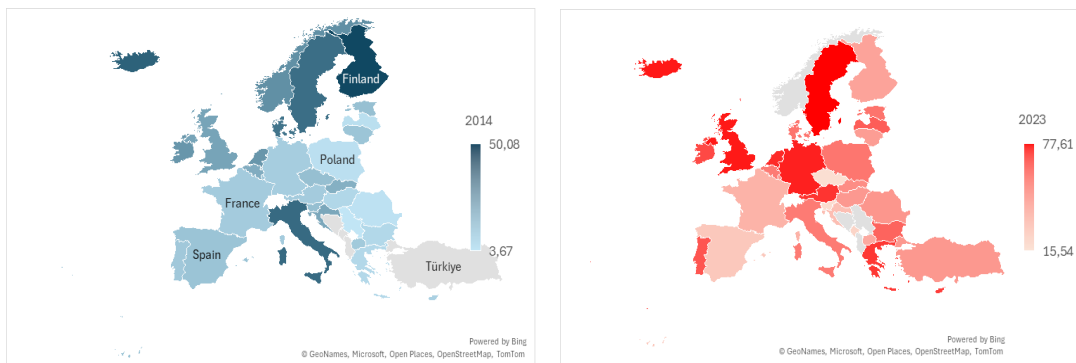 Finland
2014
50,08
Poland
France
Spain
3,67
Türkiye
Powered by Bing
© GeoNames, Microsoft, Open Places, OpenStreetMap, TomTom
2023
77,61
15,54
Powered by Bing
© GeoNames, Microsoft, Open Places, OpenStreetMap, TomTom